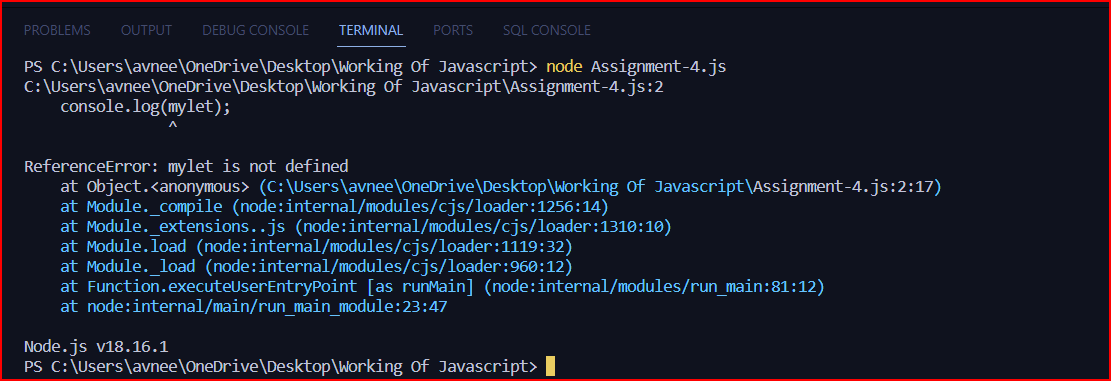 PROBLEMS OUTPUT DEBUG CONSOLE TERMINAL PORTS SQL CONSOLE
PS C:\Users\avnee\OneDrive\Desktop\Working Of Javascript> node Assignment-4.js
C:\Users\avnee\OneDrive\Desktop\Working Of Javascript\Assignment-4.js:2
    console.log(mylet);
                ^
ReferenceError: mylet is not defined
    at Object.<anonymous> (C:\Users\avnee\OneDrive\Desktop\Working Of Javascript\Assignment-4.js:2:17)
    at Module._compile (node:internal/modules/cjs/loader:1256:14)
    at Module._extensions..js (node:internal/modules/cjs/loader:1310:10)
    at Module.load (node:internal/modules/cjs/loader:1119:32)
    at Module._load (node:internal/modules/cjs/loader:960:12)
    at Function.executeUserEntryPoint [as runMain] (node:internal/modules/run_main:81:12)
    at node:internal/main/run_main_module:23:47
Node.js v18.16.1
PS C:\Users\avnee\OneDrive\Desktop\Working Of Javascript>